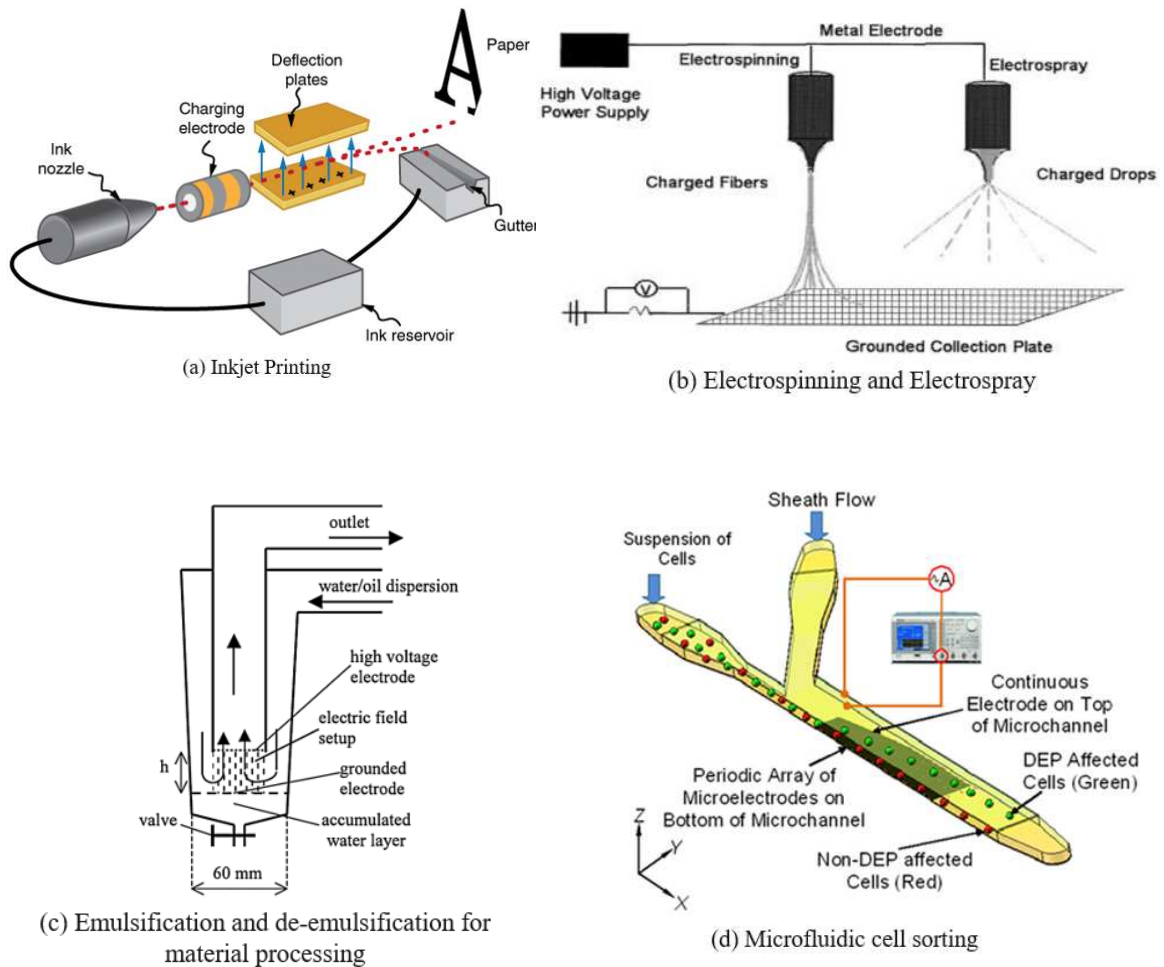 A
Paper
Deflection
plates
Charging
electrode
Ink
nozzle
+ + + +
Gutter
Ink reservoir
(a) Inkjet Printing
Metal Electrode
Electrospinning
Electrospray
High Voltage
Power Supply
Charged Fibers
Charged Drops
V
Grounded Collection Plate
(b) Electrospinning and Electrospray
outlet
water/oil dispersion
high voltage
electrode
electric field
setup
h
grounded
electrode
accumulated
water layer
valve
60 mm
(c) Emulsification and de-emulsification for
material processing
Sheath Flow
Suspension of
Cells
~A
Continuous
Electrode on Top
of Microchannel
DEP Affected
Cells (Green)
Periodic Array of
Microelectrodes on
Bottom of Microchannel
Non-DEP affected
Cells (Red)
Z
Y
X
(d) Microfluidic cell sorting